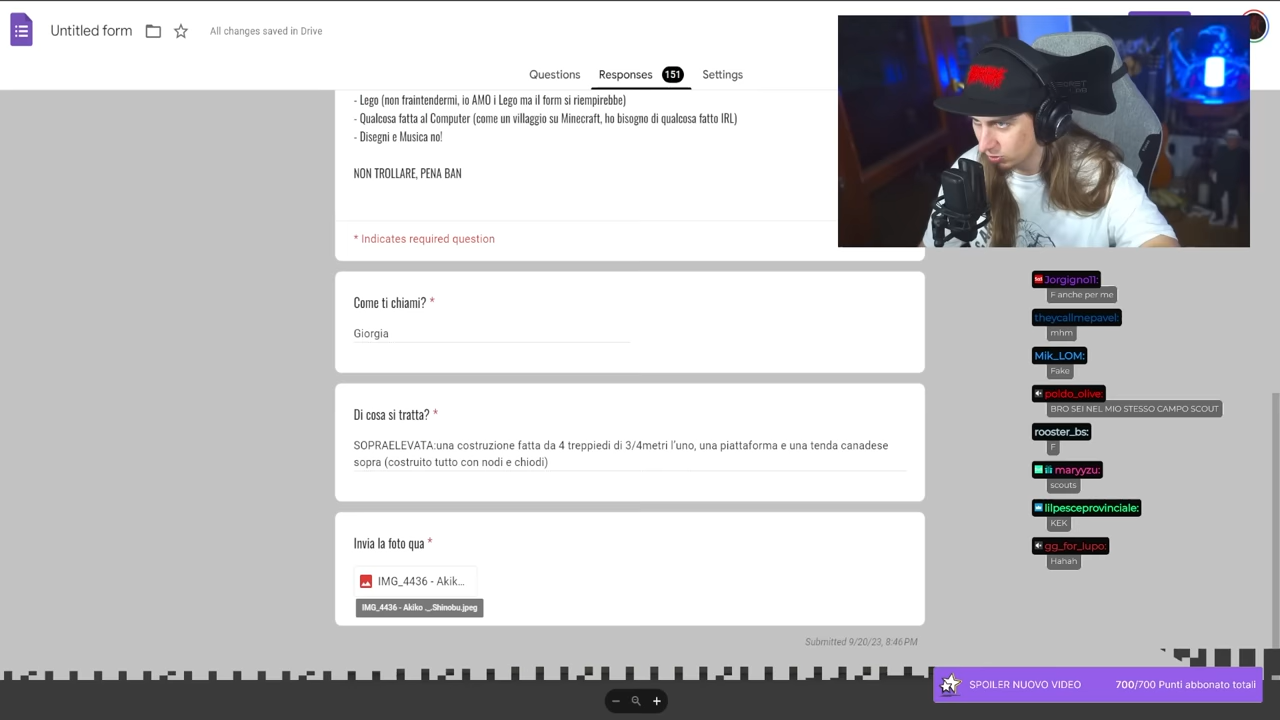 Untitled form
All changes saved in Drive
Questions
Responses
151
Settings
- Lego (non fraintendermi, io AMO i Lego ma il form si riempirebbe)
- Qualcosa fatta al Computer (come un villaggio su Minecraft, ho bisogno di qualcosa fatto IRL)
- Disegni e Musica no!
NON TROLLARE, PENA BAN
* Indicates required question
Come ti chiami? *
Giorgia
Di cosa si tratta? *
SOPRAELEVATA:una costruzione fatta da 4 treppiedi di 3/4metri l'uno, una piattaforma e una tenda canadese
sopra (costruito tutto con nodi e chiodi)
Invia la foto qua *
IMG_4436 - Akik...
IMG_4436 - Akiko ._.Shinobu.jpeg
Submitted 9/20/23, 8:46 PM
Jorgigno11:
F anche per me
theycallmepavel:
mhm
Mik_LOM:
Fake
poldo_olive:
BRO SEI NEL MIO STESSO CAMPO SCOUT
rooster_bs:
F
maryyzu:
scouts
lilpesceprovinciale:
KEK
gg_for_lupo:
Hahah
SPOILER NUOVO VIDEO
700/700 Punti abbonato totali